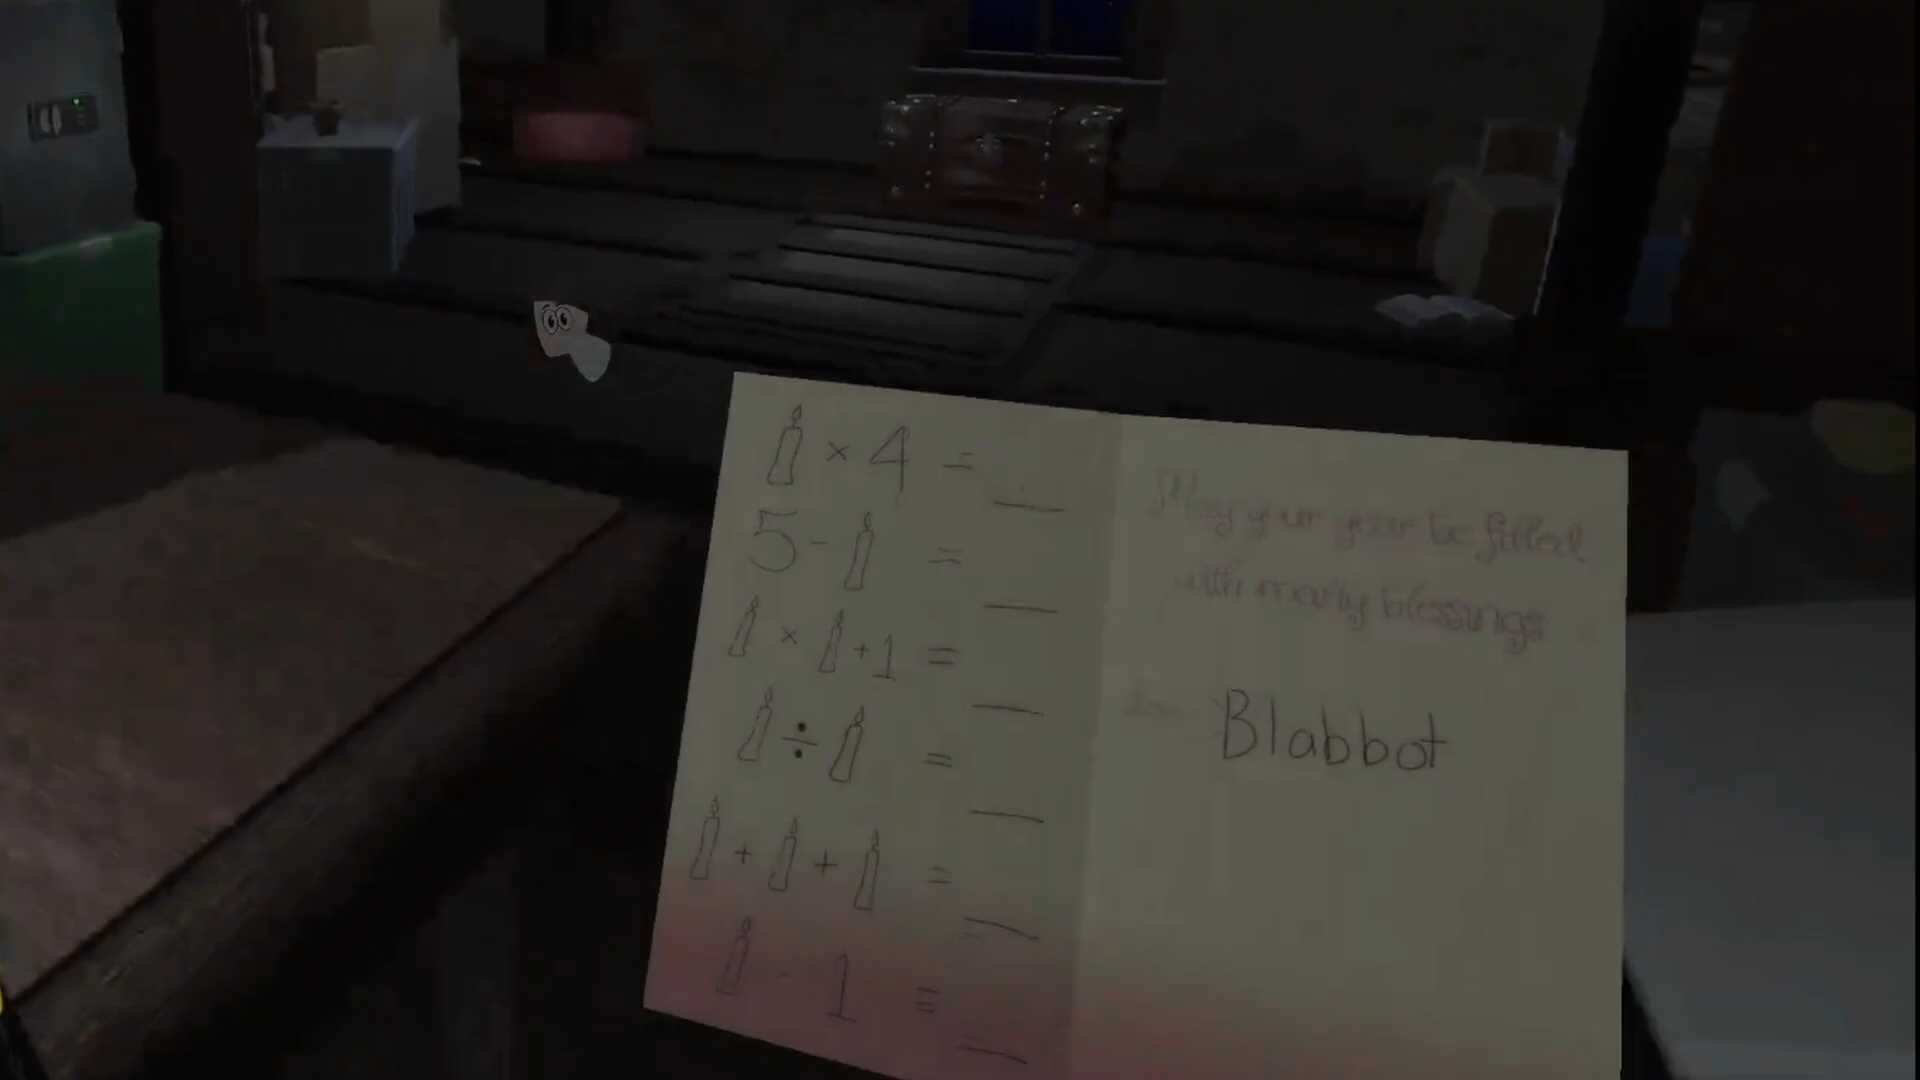 × 4 =
5 - =
× + 1 =
÷ =
+ + =
- 1 =
May your year be filled
with many blessings
Blabbot